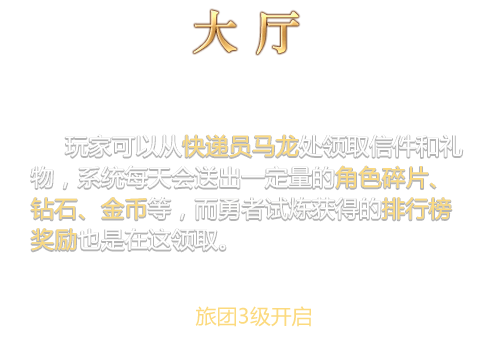 大厅
玩家可以从快递员马龙处领取信件和礼
物，系统每天会送出一定量的角色碎片、
钻石、金币等，而勇者试炼获得的排行榜
奖励也是在这领取。
旅团3级开启